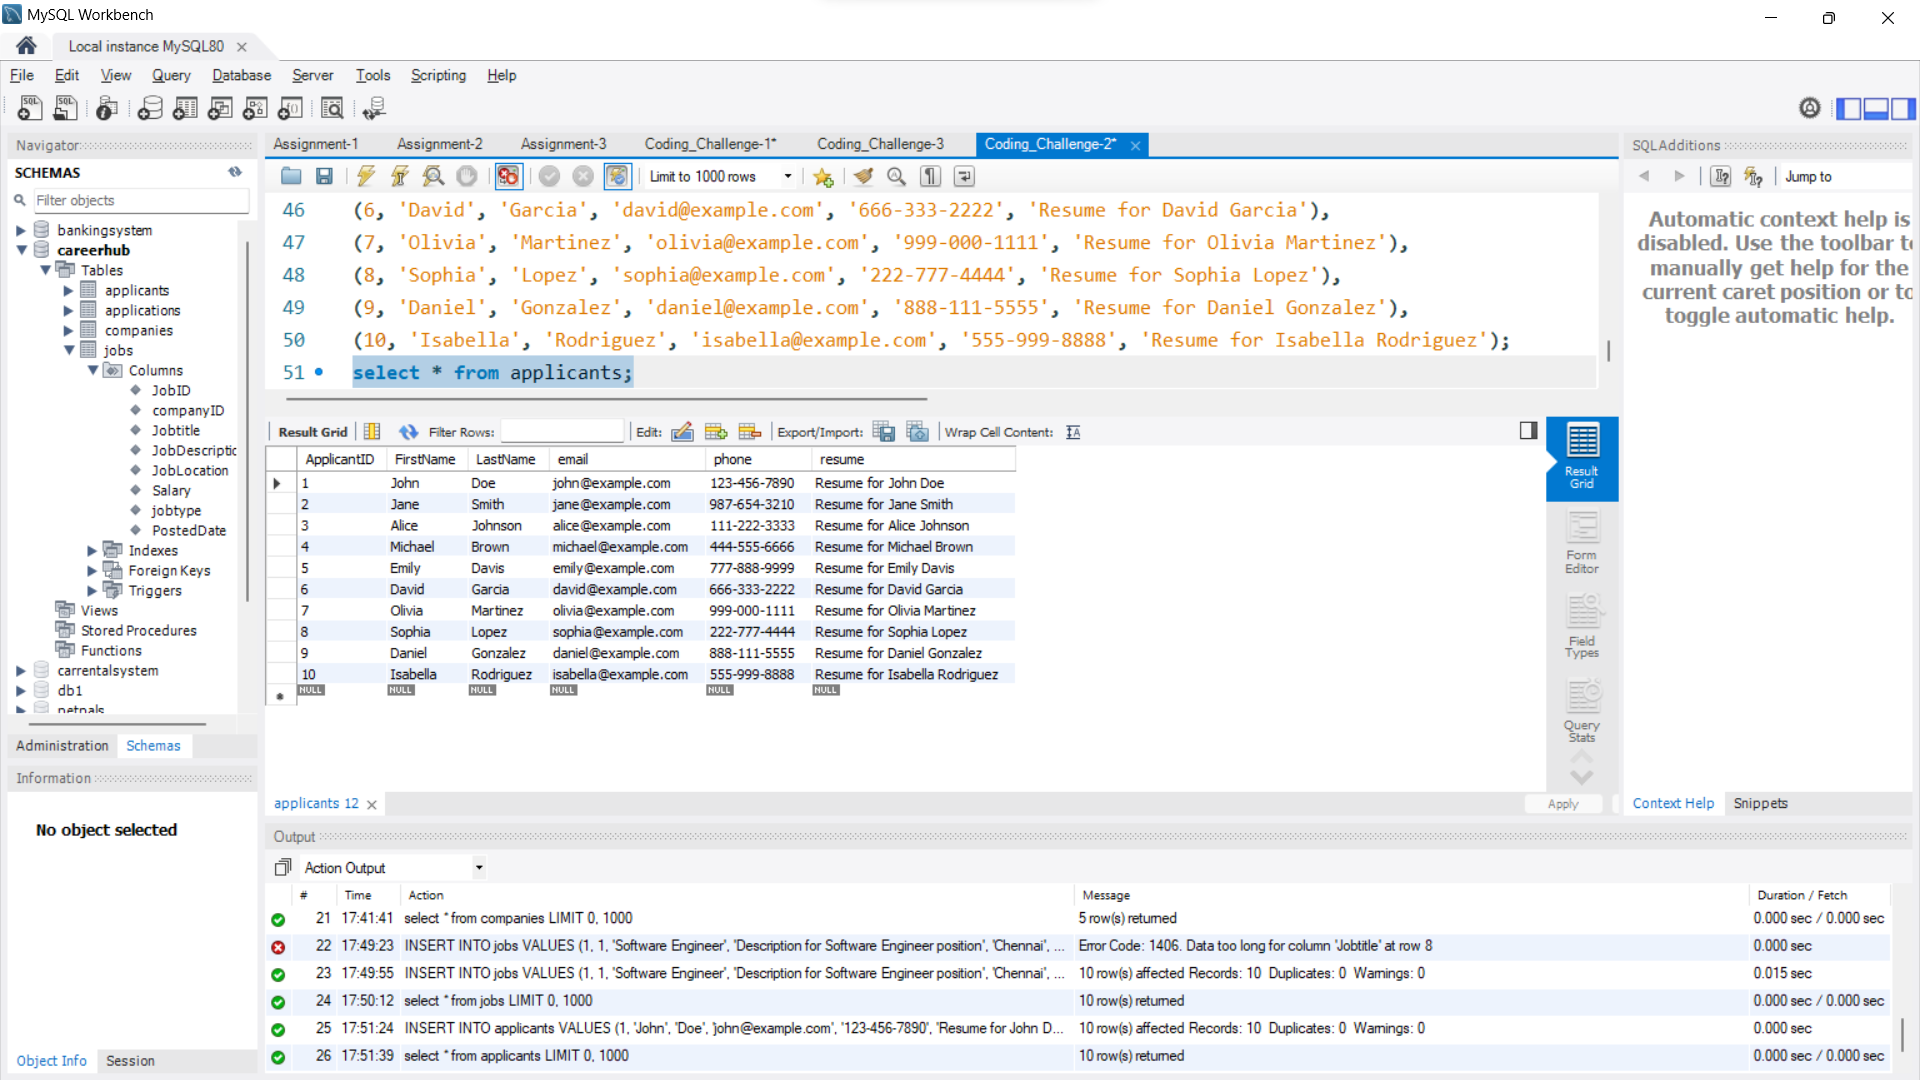 MySQL Workbench
Local instance MySQL80
File Edit View Query Database Server Tools Scripting Help
Navigator
SCHEMAS
Filter objects
bankingsystem
careerhub
Tables
applicants
applications
companies
jobs
Columns
JobID
companyID
Jobtitle
JobDescriptic
JobLocation
Salary
jobtype
PostedDate
Indexes
Foreign Keys
Triggers
Views
Stored Procedures
Functions
carrentalsystem
db1
netpals
Administration Schemas
Information
No object selected
Object Info Session
Assignment-1 Assignment-2 Assignment-3 Coding_Challenge-1* Coding_Challenge-3 Coding_Challenge-2*
Limit to 1000 rows
46 (6, 'David', 'Garcia', 'david@example.com', '666-333-2222', 'Resume for David Garcia'),
47 (7, 'Olivia', 'Martinez', 'olivia@example.com', '999-000-1111', 'Resume for Olivia Martinez'),
48 (8, 'Sophia', 'Lopez', 'sophia@example.com', '222-777-4444', 'Resume for Sophia Lopez'),
49 (9, 'Daniel', 'Gonzalez', 'daniel@example.com', '888-111-5555', 'Resume for Daniel Gonzalez'),
50 (10, 'Isabella', 'Rodriguez', 'isabella@example.com', '555-999-8888', 'Resume for Isabella Rodriguez');
51 select * from applicants;
Result Grid Filter Rows: Edit: Export/Import: Wrap Cell Content:
ApplicantID FirstName LastName email phone resume
1 John Doe john@example.com 123-456-7890 Resume for John Doe
2 Jane Smith jane@example.com 987-654-3210 Resume for Jane Smith
3 Alice Johnson alice@example.com 111-222-3333 Resume for Alice Johnson
4 Michael Brown michael@example.com 444-555-6666 Resume for Michael Brown
5 Emily Davis emily@example.com 777-888-9999 Resume for Emily Davis
6 David Garcia david@example.com 666-333-2222 Resume for David Garcia
7 Olivia Martinez olivia@example.com 999-000-1111 Resume for Olivia Martinez
8 Sophia Lopez sophia@example.com 222-777-4444 Resume for Sophia Lopez
9 Daniel Gonzalez daniel@example.com 888-111-5555 Resume for Daniel Gonzalez
10 Isabella Rodriguez isabella@example.com 555-999-8888 Resume for Isabella Rodriguez
NULL NULL NULL NULL NULL NULL
Result
Grid
Form
Editor
Field
Types
Query
Stats
applicants 12
Apply
SQLAdditions
Jump to
Automatic context help is
disabled. Use the toolbar to
manually get help for the
current caret position or to
toggle automatic help.
Context Help Snippets
Output
Action Output
# Time Action Message Duration / Fetch
21 17:41:41 select * from companies LIMIT 0, 1000 5 row(s) returned 0.000 sec / 0.000 sec
22 17:49:23 INSERT INTO jobs VALUES (1, 1, 'Software Engineer', 'Description for Software Engineer position', 'Chennai', ... Error Code: 1406. Data too long for column 'Jobtitle' at row 8 0.000 sec
23 17:49:55 INSERT INTO jobs VALUES (1, 1, 'Software Engineer', 'Description for Software Engineer position', 'Chennai', ... 10 row(s) affected Records: 10 Duplicates: 0 Warnings: 0 0.015 sec
24 17:50:12 select * from jobs LIMIT 0, 1000 10 row(s) returned 0.000 sec / 0.000 sec
25 17:51:24 INSERT INTO applicants VALUES (1, 'John', 'Doe', 'john@example.com', '123-456-7890', 'Resume for John D... 10 row(s) affected Records: 10 Duplicates: 0 Warnings: 0 0.000 sec
26 17:51:39 select * from applicants LIMIT 0, 1000 10 row(s) returned 0.000 sec / 0.000 sec